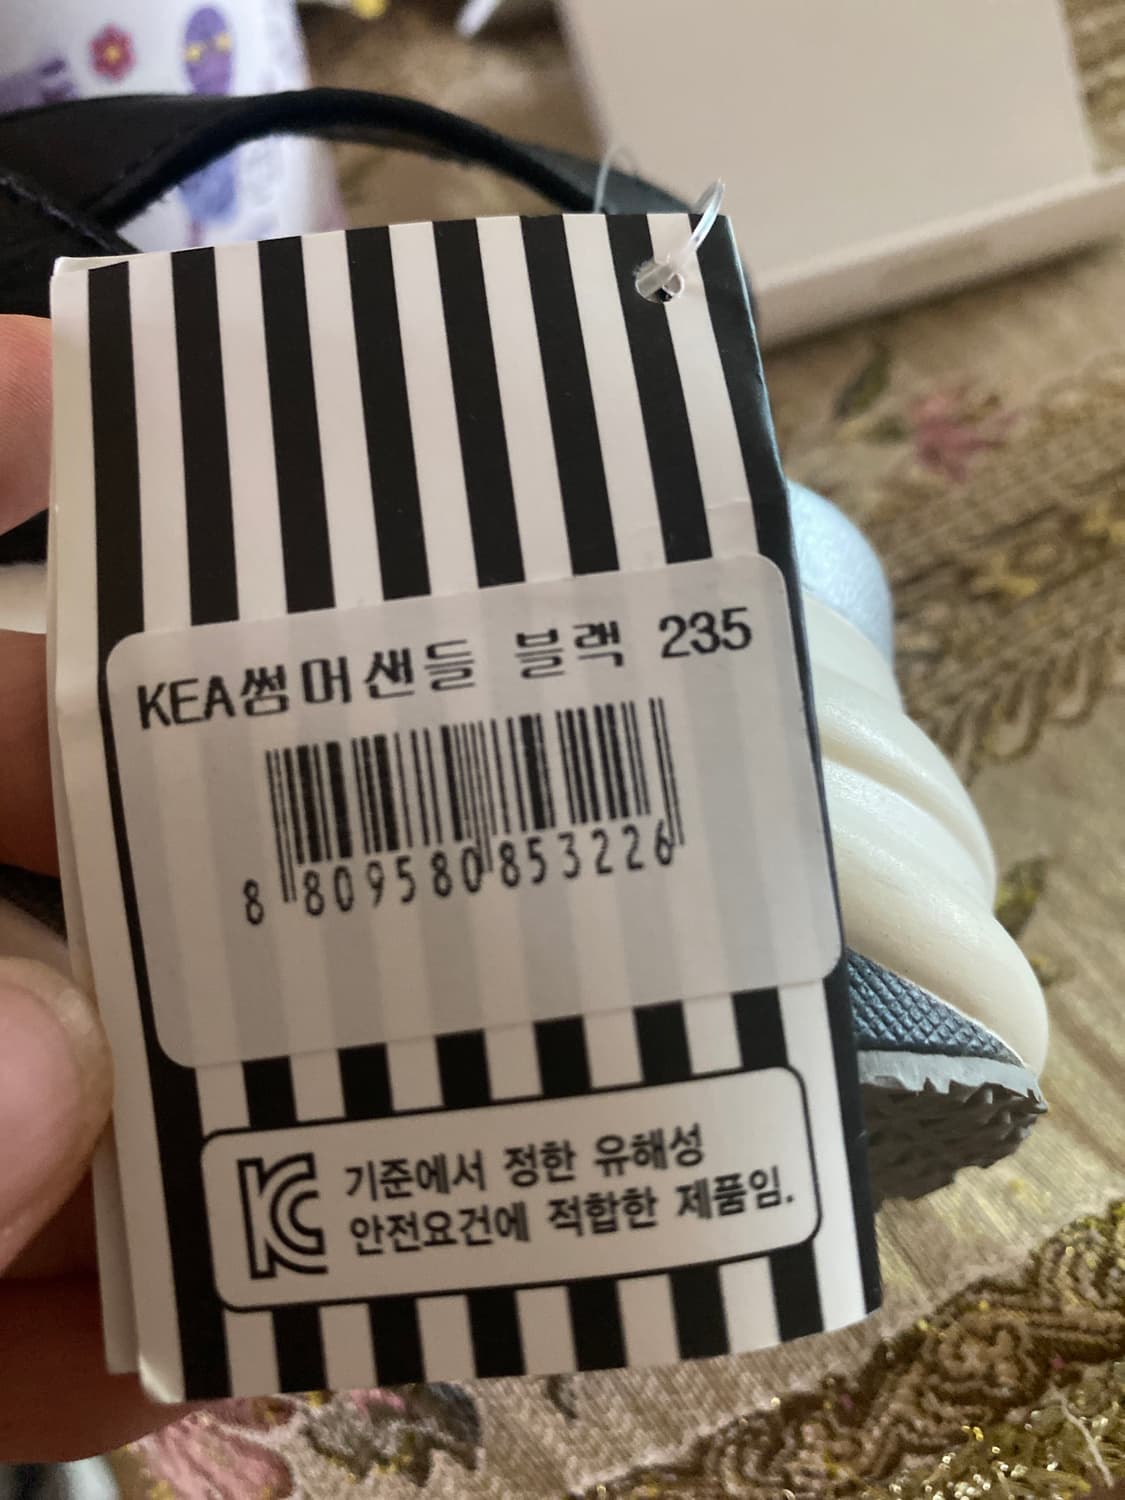 KEA썸머샌들 블랙 235
8 809580 853226
KC 기준에서 정한 유해성
안전요건에 적합한 제품임.